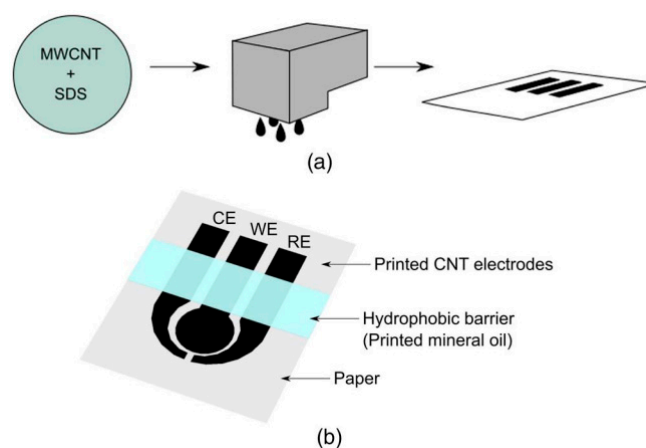 MWCNT
+
SDS
(a)
CE
WE
RE
Printed CNT electrodes
Hydrophobic barrier
(Printed mineral oil)
Paper
(b)